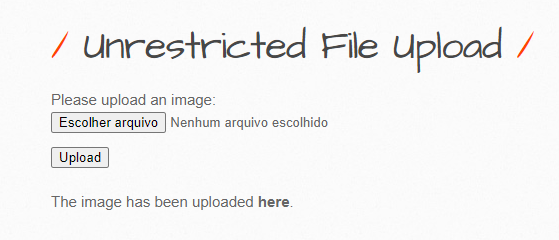 / Unrestricted File Upload /
Please upload an image:
Escolher arquivo Nenhum arquivo escolhido
Upload
The image has been uploaded here.